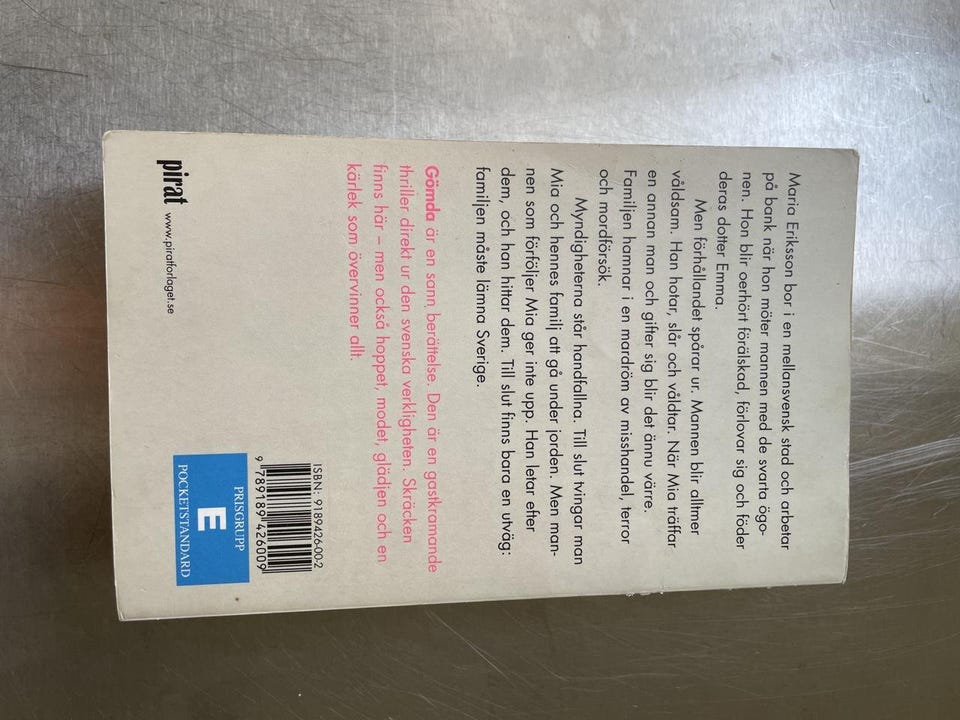 Maria Eriksson bor i en mellansvensk stad och arbetar
på bank när hon möter mannen med de svarta ögo-
nen. Hon blir oerhört förälskad, förlovar sig och föder
deras dotter Emma.
Men förhållandet spårar ur. Mannen blir alltmer
våldsam. Han hotar, slår och våldtar. När Mia träffar
en annan man och gifter sig blir det ännu värre.
Familjen hamnar i en mardröm av misshandel, terror
och mordförsök.
Myndigheterna står handfallna. Till slut tvingar man
Mia och hennes familj att gå under jorden. Men man-
nen som förföljer Mia ger inte upp. Han letar efter
dem, och han hittar dem. Till slut finns bara en utväg:
familjen måste lämna Sverige.
Gömda är en sann berättelse. Den är en gastkramande
thriller direkt ur den svenska verkligheten. Skräcken
finns här – men också hoppet, modet, glädjen och en
kärlek som övervinner allt.
ISBN: 9189426-00-2
9 789189 426009
PRISGRUPP
E
POCKETSTANDARD
pirat www.piratforlaget.se